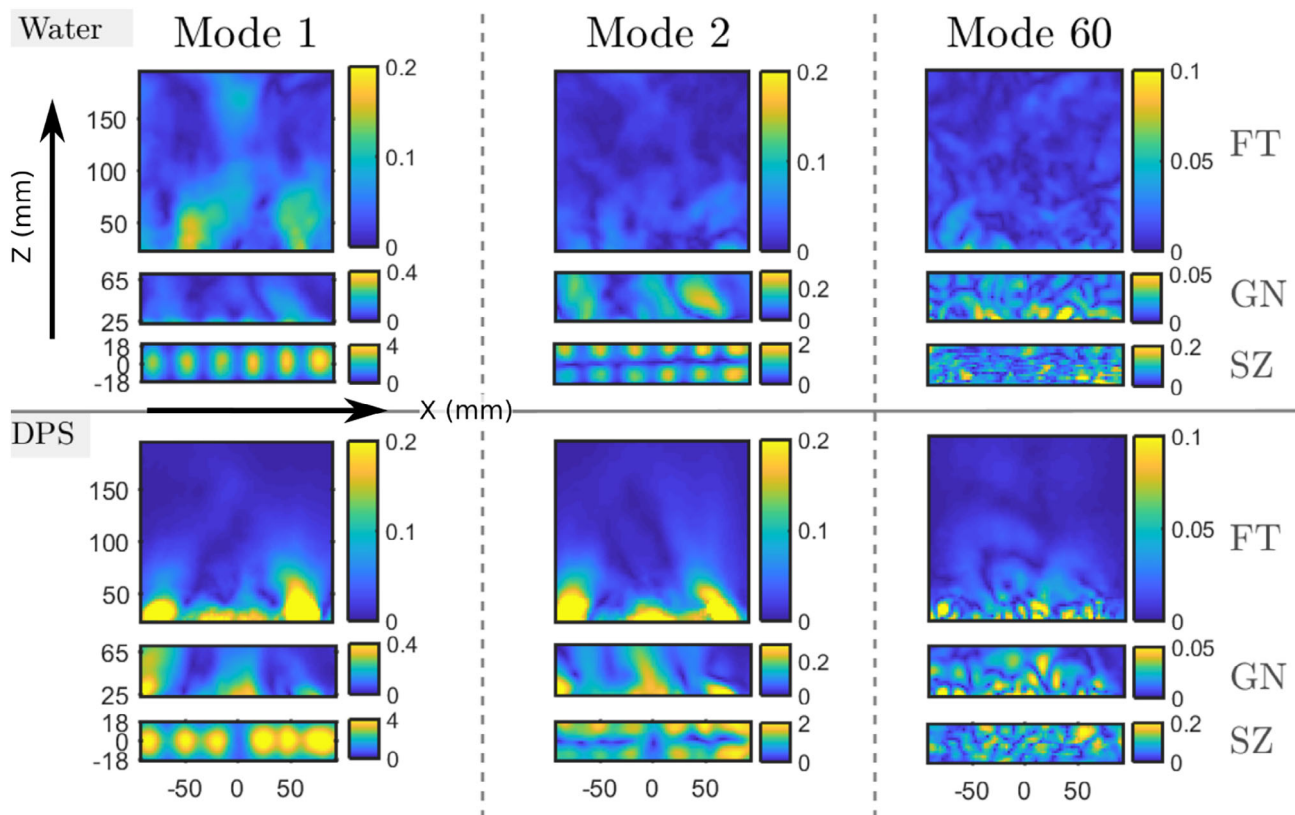 Water Mode 1 Mode 2 Mode 60
0.2 0.2 0.1
150
0.1 0.1 0.05 FT
100
50
0 0 0
Z (mm)
65 0.4 0.2 0.05 GN
25 0 0 0
18 4 2 0.2 SZ
0
-18 0 0 0
X (mm)
DPS
0.2 0.2 0.1
150
0.1 0.1 0.05 FT
100
50
0 0 0
65 0.4 0.2 0.05 GN
25 0 0 0
18 4 2 0.2 SZ
0
-18 0 0 0
-50 0 50 -50 0 50 -50 0 50